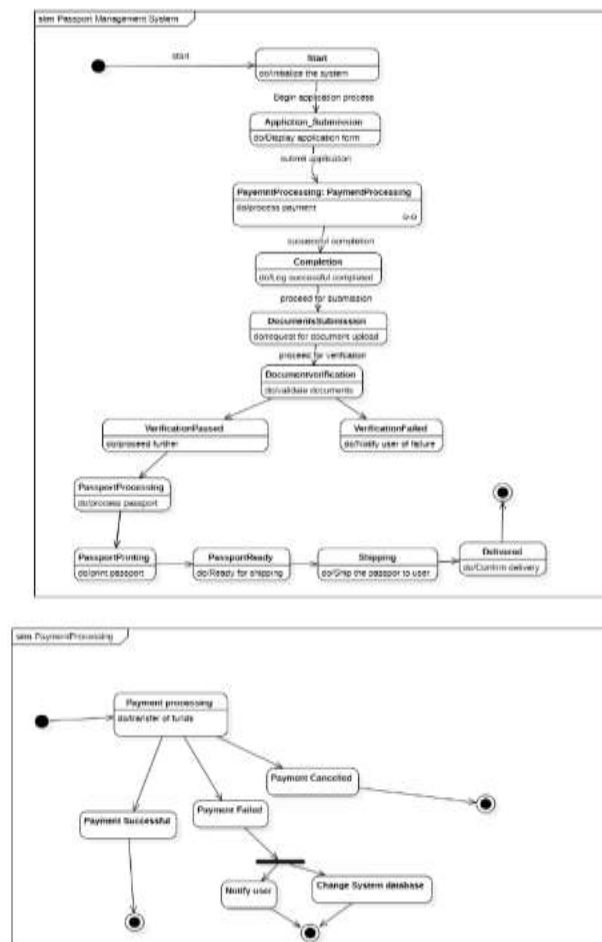 stm Passport Management System
start
Start
do/initialize the system
Begin application process
Appliction_Submission
do/Display application form
submit application
PayemntProcessing: PaymentProcessing
do/process payment
successful completion
Completion
do/Log successful completed
proceed for submission
DocumentsSubmission
do/request for document upload
proceed for verification
Documentverification
do/validate documents
VerificationPassed
do/proseed further
VerificationFailed
do/Notify user of failure
PassportProcessing
do/process passport
PassportPrinting
do/print passport
PassportReady
do/Ready for shipping
Shipping
do/Ship the passpor to user
Delivered
do/Confirm delivery
stm PaymentProcessing
Payment processing
do/transfer of funds
Payment Cancelled
Payment Successful
Payment Failed
Notify user
Change System database